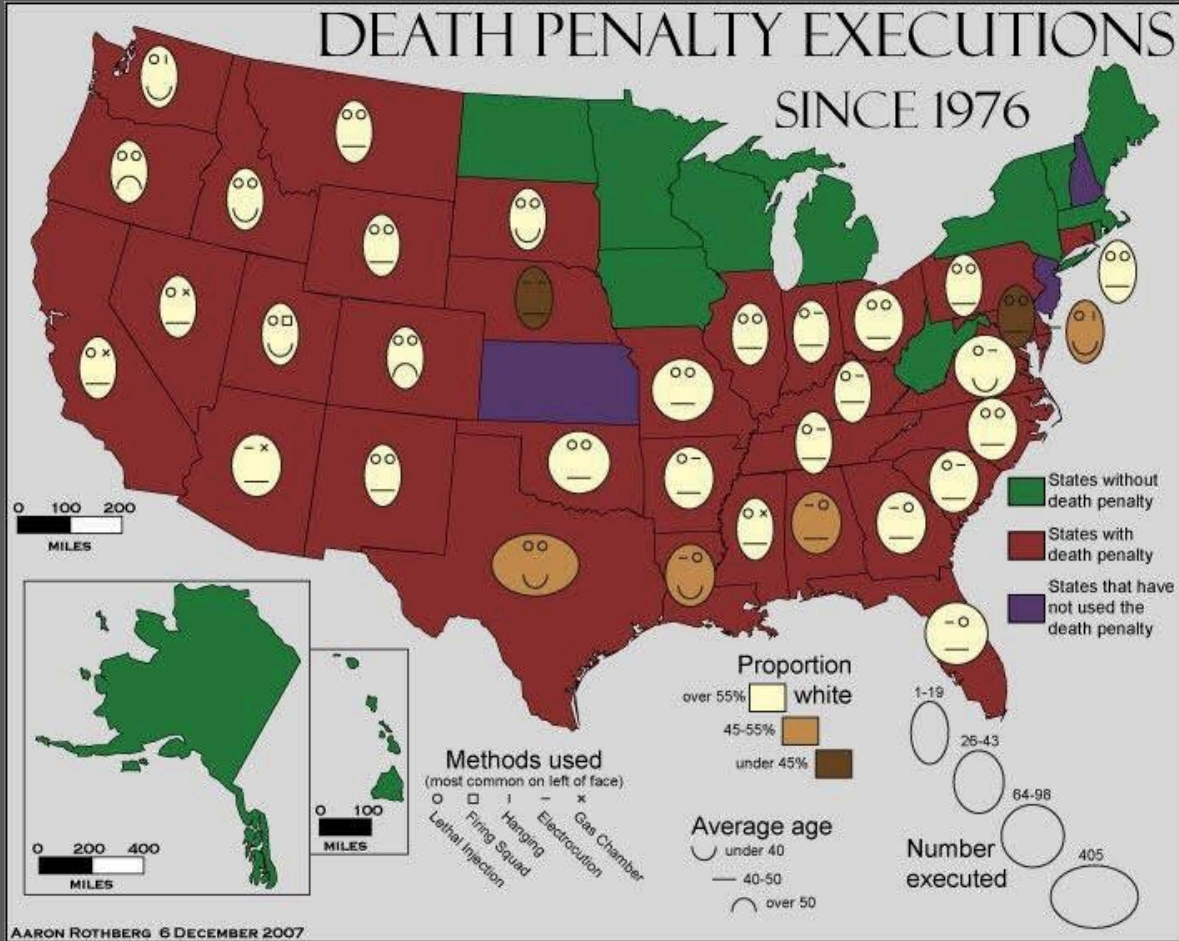 DEATH PENALTY EXECUTIONS
SINCE 1976
0 100 200
MILES
States without
death penalty
States with
death penalty
States that have
not used the
death penalty
Proportion
white
over 55%
45-55%
under 45%
1-19
26-43
64-98
405
Number
executed
Methods used
(most common on left of face)
Lethal Injection
Firing Squad
Hanging
Electrocution
Gas Chamber
Average age
under 40
40-50
over 50
0 100
MILES
0 200 400
MILES
AARON ROTHBERG 6 DECEMBER 2007